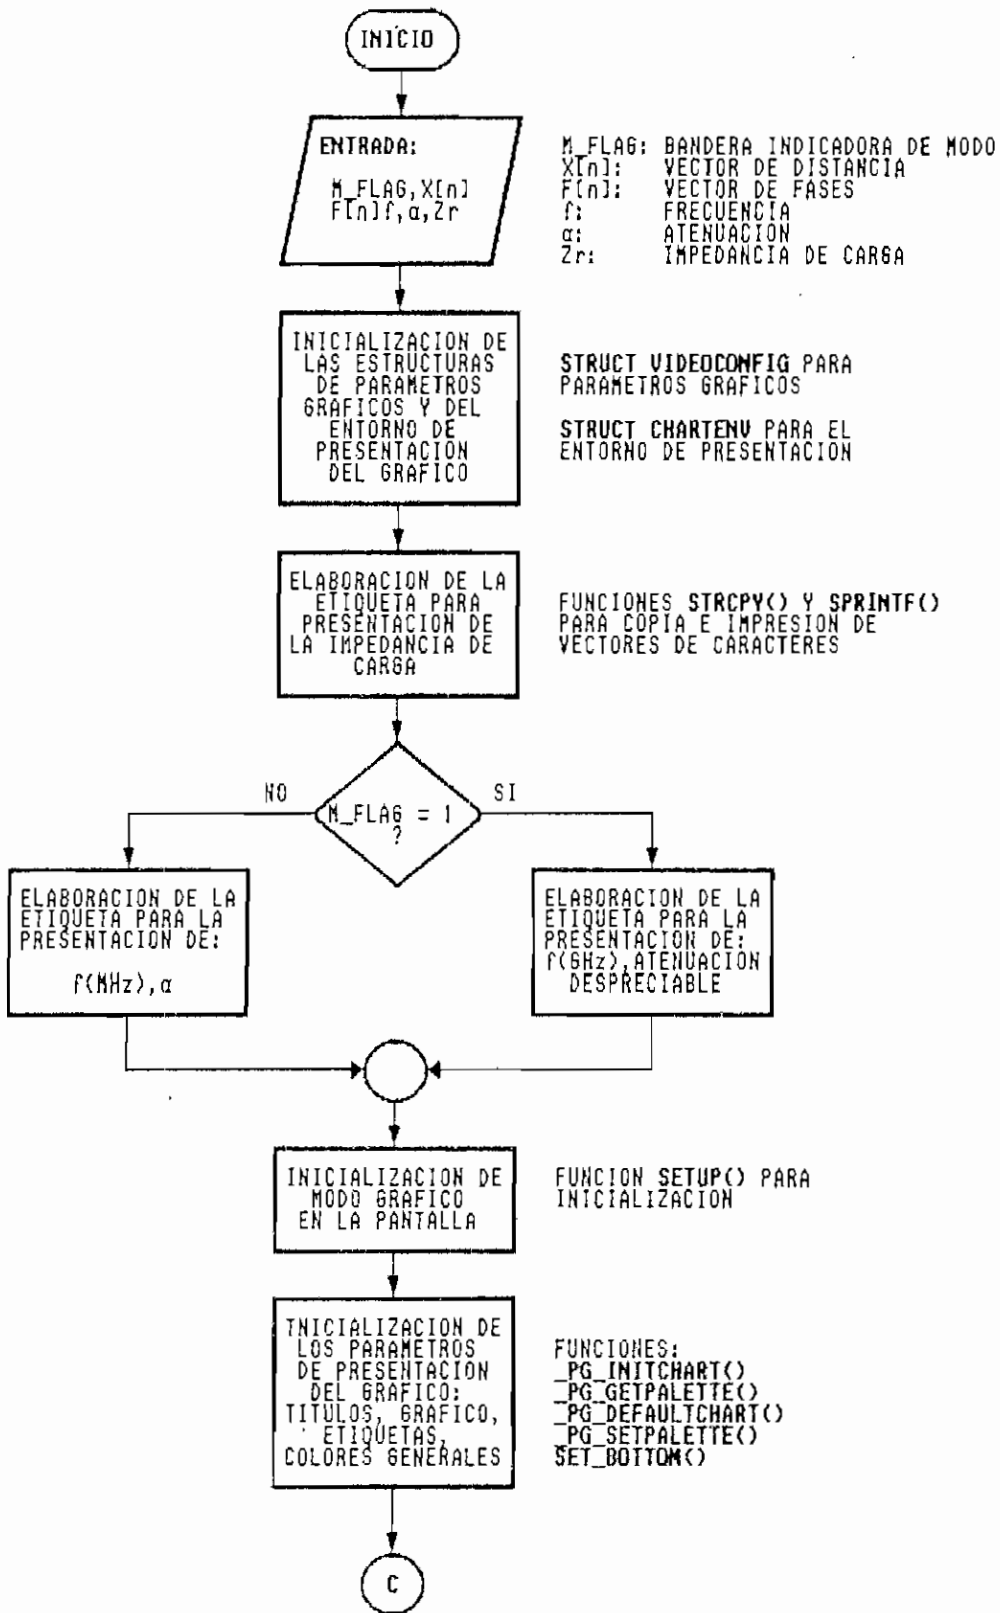 INICIO
ENTRADA:
M_FLAG,X[n]
F[n]f,α,Zr
M_FLAG: BANDERA INDICADORA DE MODO
X[n]: VECTOR DE DISTANCIA
F[n]: VECTOR DE FASES
f: FRECUENCIA
α: ATENUACION
Zr: IMPEDANCIA DE CARGA
INICIALIZACION DE
LAS ESTRUCTURAS
DE PARAMETROS
GRAFICOS Y DEL
ENTORNO DE
PRESENTACION
DEL GRAFICO
STRUCT VIDEOCONFIG PARA
PARAMETROS GRAFICOS
STRUCT CHARTENV PARA EL
ENTORNO DE PRESENTACION
ELABORACION DE LA
ETIQUETA PARA
PRESENTACION DE
LA IMPEDANCIA DE
CARGA
FUNCIONES STRCPY() Y SPRINTF()
PARA COPIA E IMPRESION DE
VECTORES DE CARACTERES
NO
M_FLAG = 1
?
SI
ELABORACION DE LA
ETIQUETA PARA LA
PRESENTACION DE:
f(MHz),α
ELABORACION DE LA
ETIQUETA PARA LA
PRESENTACION DE:
f(GHz),ATENUACION
DESPRECIABLE
INICIALIZACION DE
MODO GRAFICO
EN LA PANTALLA
FUNCION SETUP() PARA
INICIALIZACION
INICIALIZACION DE
LOS PARAMETROS
DE PRESENTACION
DEL GRAFICO:
TITULOS, GRAFICO,
ETIQUETAS,
COLORES GENERALES
FUNCIONES:
_PG_INITCHART()
_PG_GETPALETTE()
_PG_DEFAULTCHART()
_PG_SETPALETTE()
SET_BOTTOM()
C